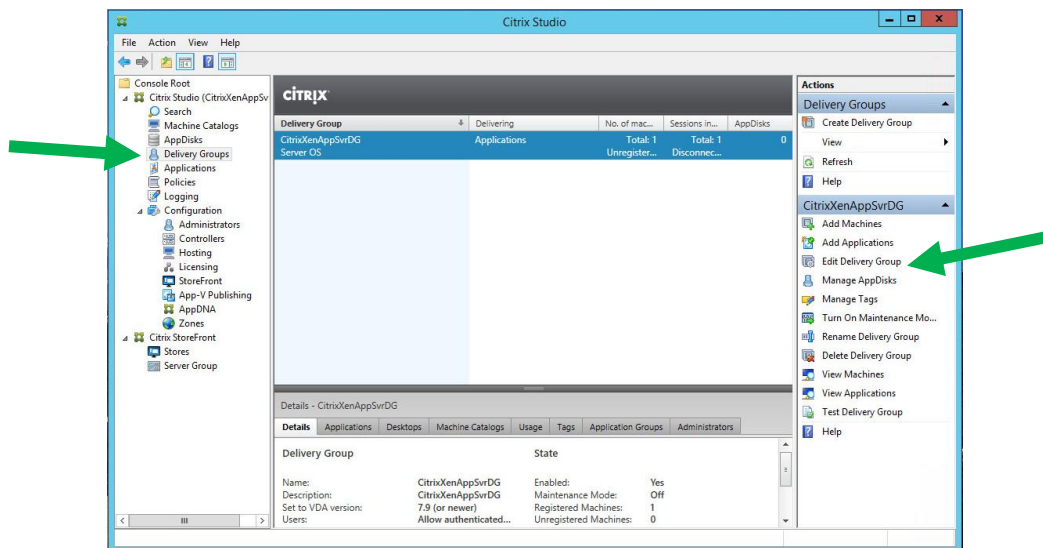 Citrix Studio
File Action View Help
Console Root
Citrix Studio (CitrixXenAppSv
Search
Machine Catalogs
AppDisks
Delivery Groups
Applications
Policies
Logging
Configuration
Administrators
Controllers
Hosting
Licensing
StoreFront
App-V Publishing
AppDNA
Zones
Citrix StoreFront
Stores
Server Group
CİTRIX
Delivery Group Delivering No. of mac... Sessions in... AppDisks
CitrixXenAppSvrDG Applications Total: 1 Total: 1 0
Server OS Unregister... Disconnec...
Details - CitrixXenAppSvrDG
Details Applications Desktops Machine Catalogs Usage Tags Application Groups Administrators
Delivery Group State
Name: CitrixXenAppSvrDG Enabled: Yes
Description: CitrixXenAppSvrDG Maintenance Mode: Off
Set to VDA version: 7.9 (or newer) Registered Machines: 1
Users: Allow authenticated... Unregistered Machines: 0
Actions
Delivery Groups
Create Delivery Group
View
Refresh
Help
CitrixXenAppSvrDG
Add Machines
Add Applications
Edit Delivery Group
Manage AppDisks
Manage Tags
Turn On Maintenance Mo...
Rename Delivery Group
Delete Delivery Group
View Machines
View Applications
Test Delivery Group
Help